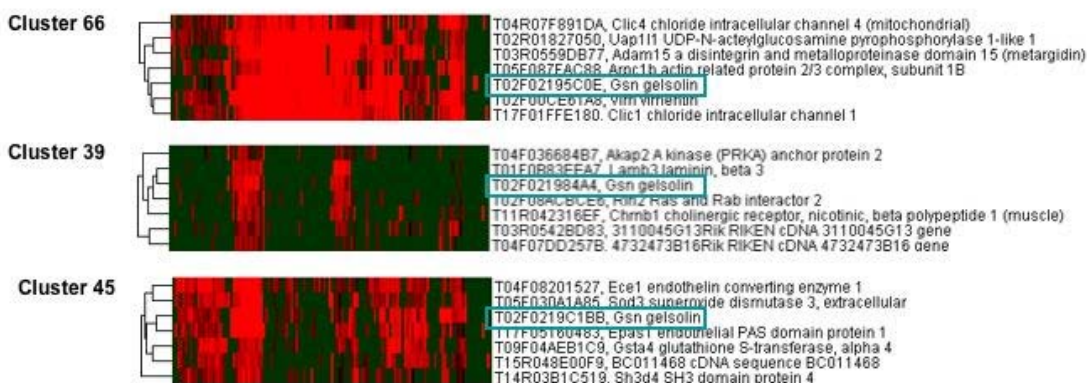 Cluster 66
T04R07F891DA, Clic4 chloride intracellular channel 4 (mitochondrial)
T02R01827050, Uap1l1 UDP-N-acteylglucosamine pyrophosphorylase 1-like 1
T03R0559DB77, Adam15 a disintegrin and metalloproteinase domain 15 (metargidin)
T05F087FAC88, Arpc1b actin related protein 2/3 complex, subunit 1B
T02F02195C0E, Gsn gelsolin
T02F00CE61A8, Vim vimentin
T17F01FFE180, Clic1 chloride intracellular channel 1
Cluster 39
T04F036684B7, Akap2 A kinase (PRKA) anchor protein 2
T01F0B83EEA7, Lamb3 laminin, beta 3
T02F021984A4, Gsn gelsolin
T02F08ACBCE6, Rin2 Ras and Rab interactor 2
T11R042316EF, Chrnb1 cholinergic receptor, nicotinic, beta polypeptide 1 (muscle)
T03R0542BD83, 3110045G13Rik RIKEN cDNA 3110045G13 gene
T04F07DD257B, 4732473B16Rik RIKEN cDNA 4732473B16 gene
Cluster 45
T04F08201527, Ece1 endothelin converting enzyme 1
T05F030A1A85, Sod3 superoxide dismutase 3, extracellular
T02F0219C1BB, Gsn gelsolin
T17F05160483, Epas1 endothelial PAS domain protein 1
T09F04AEB1C9, Gsta4 glutathione S-transferase, alpha 4
T15R048E00F9, BC011468 cDNA sequence BC011468
T14R03B1C519, Sh3d4 SH3 domain protein 4